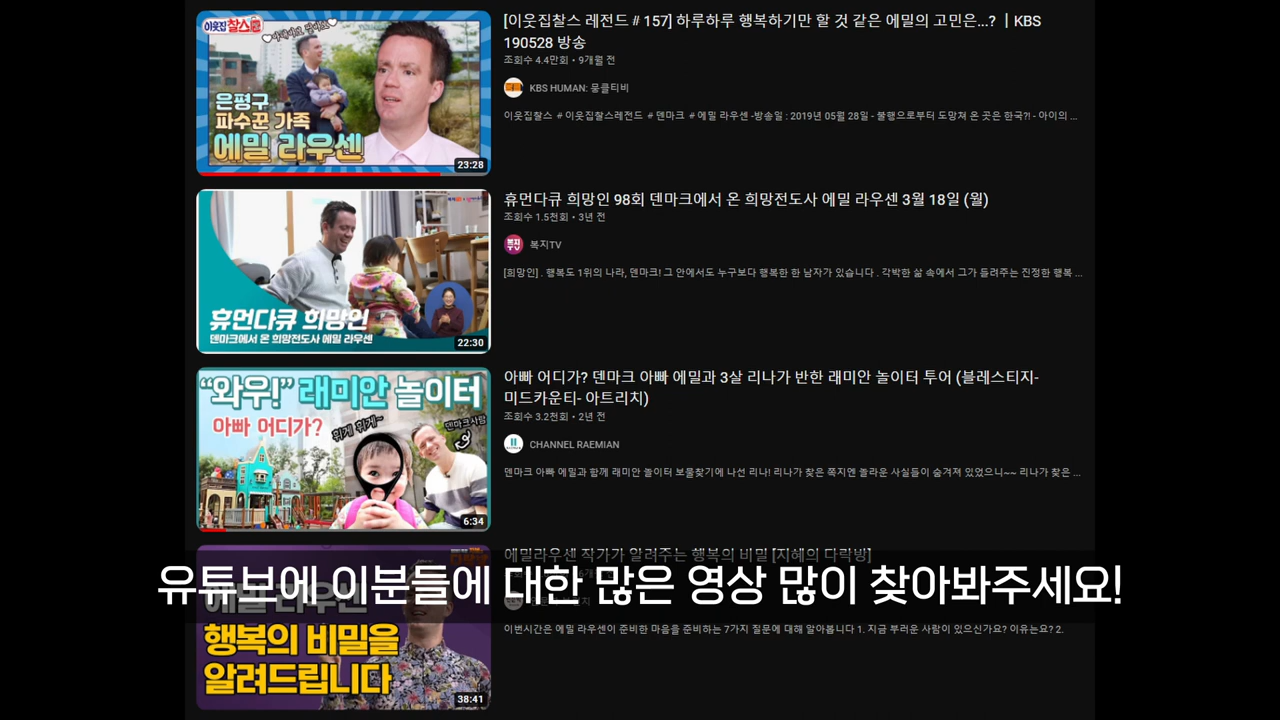 이웃집찰스
은평구
파수꾼 가족
에밀 라우센
23:28
[이웃집찰스 레전드 # 157] 하루하루 행복하기만 할 것 같은 에밀의 고민은...? ㅣKBS
190528 방송
조회수 4.4만회 • 9개월 전
KBS HUMAN: 뭉클티비
이웃집찰스 #이웃집찰스레전드 #덴마크 #에밀 라우센 -방송일 : 2019년 05월 28일 - 불행으로부터 도망쳐 온 곳은 한국?! - 아이의 ...
휴먼다큐 희망인
덴마크에서 온 희망전도사 에밀 라우센
22:30
휴먼다큐 희망인 98회 덴마크에서 온 희망전도사 에밀 라우센 3월 18일 (월)
조회수 1.5천회 • 3년 전
복지TV
[희망인] . 행복도 1위의 나라, 덴마크! 그 안에서도 누구보다 행복한 한 남자가 있습니다 . 각박한 삶 속에서 그가 들려주는 진정한 행복 ...
“와우!” 래미안 놀이터
아빠 어디가?
휘게 휘게~
덴마크사람
6:34
아빠 어디가? 덴마크 아빠 에밀과 3살 리나가 반한 래미안 놀이터 투어 (블레스티지-
미드카운티- 아트리치)
조회수 3.2천회 • 2년 전
CHANNEL RAEMIAN
덴마크 아빠 에밀과 함께 래미안 놀이터 보물찾기에 나선 리나! 리나가 찾은 쪽지엔 놀라운 사실들이 숨겨져 있었으니~~ 리나가 찾은 ...
에밀라우센 작가가 알려주는 행복의 비밀 [지혜의 다락방]
유튜브에 이분들에 대한 많은 영상 많이 찾아봐주세요!
에밀 라우센
행복의 비밀을
알려드립니다
38:41
이번시간은 에밀 라우센이 준비한 마음을 준비하는 7가지 질문에 대해 알아봅니다 1. 지금 부러운 사람이 있으신가요? 이유는요? 2.